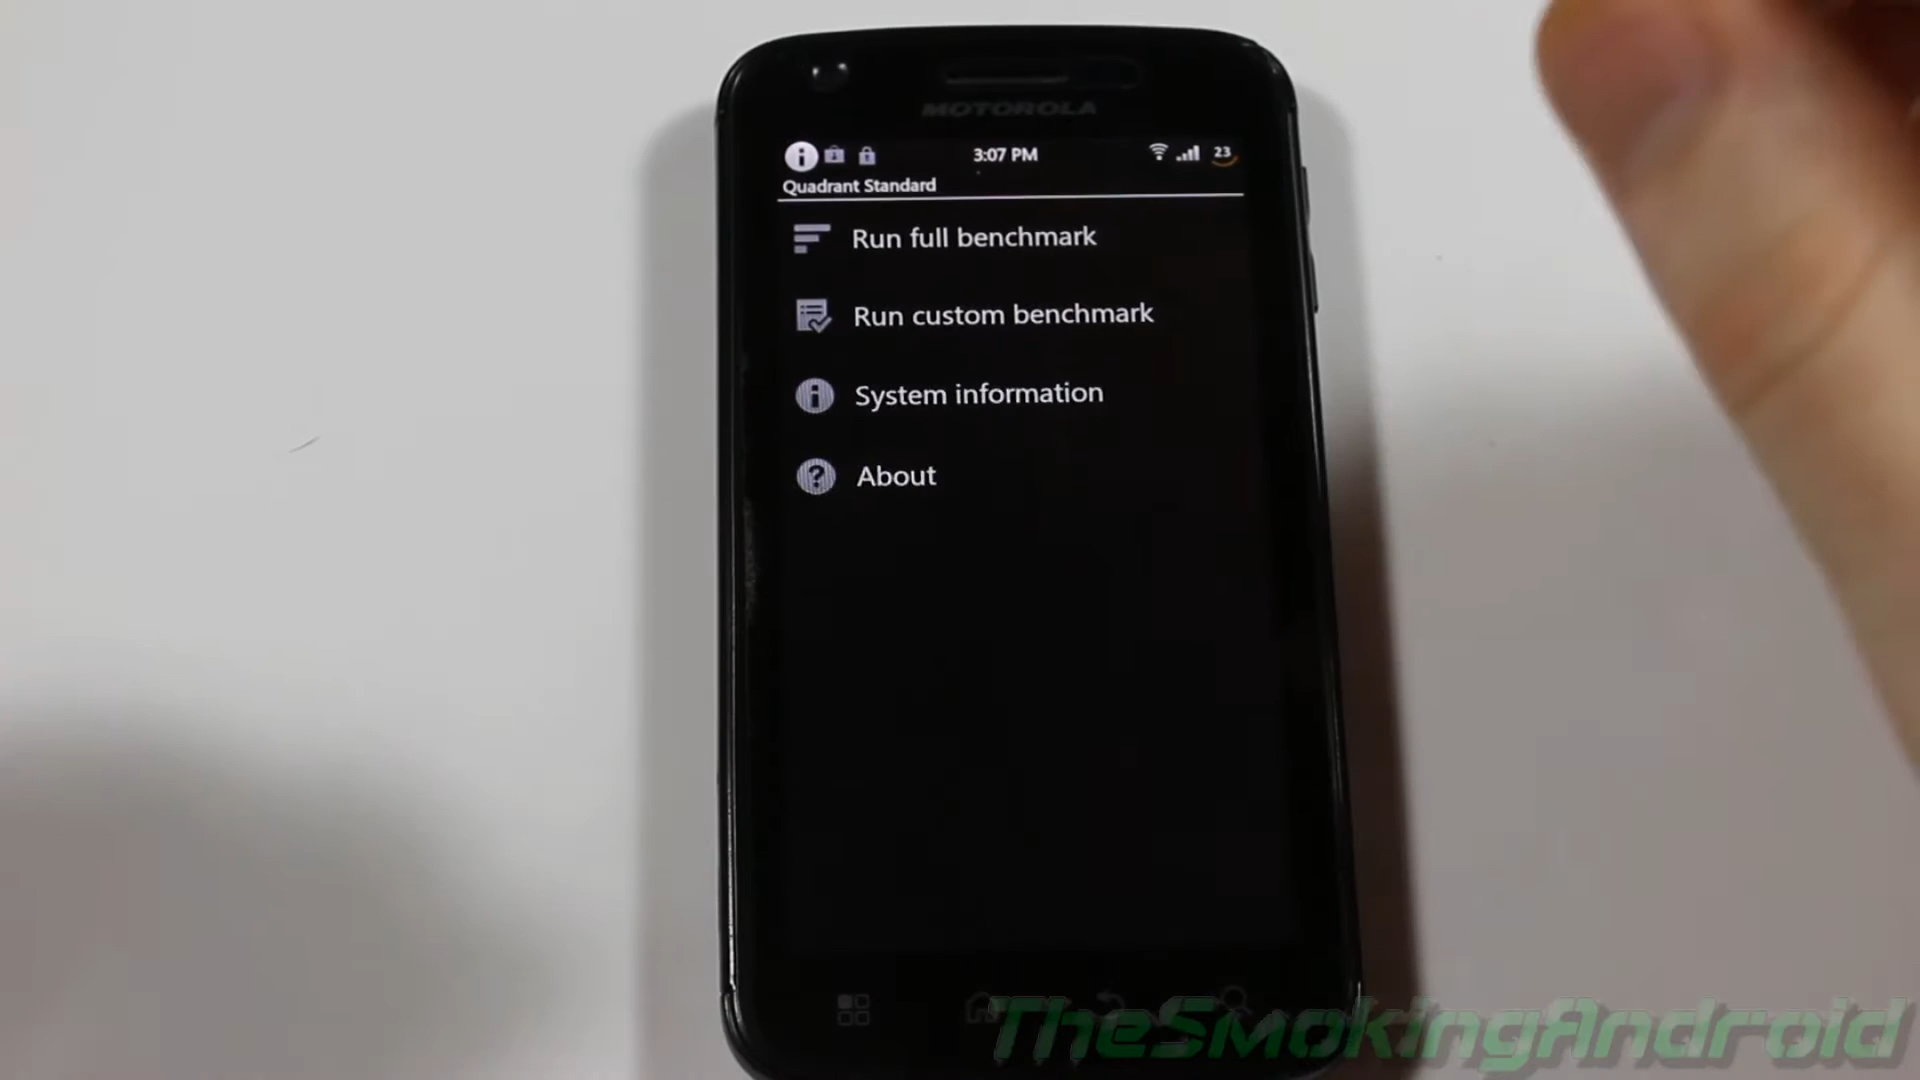 MOTOROLA
3:07 PM
23
Quadrant Standard
Run full benchmark
Run custom benchmark
System information
About
TheSmokingAndroid